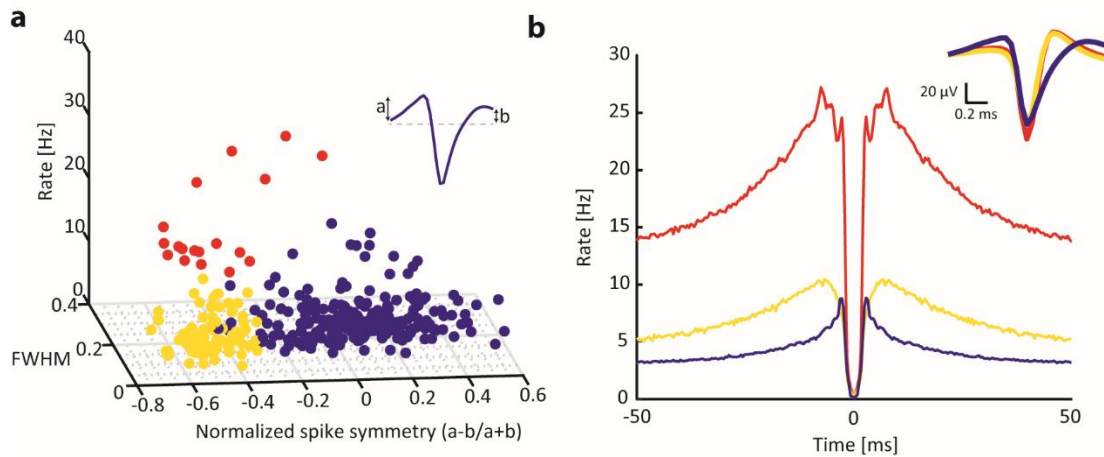 a
40
30
20
10
0
Rate [Hz]
a
b
0.4
0.2
0
FWHM
-0.8
-0.6
-0.4
-0.2
0
0.2
0.4
0.6
Normalized spike symmetry (a-b/a+b)
b
30
25
20
15
10
5
0
Rate [Hz]
20 µV
0.2 ms
-50
0
50
Time [ms]